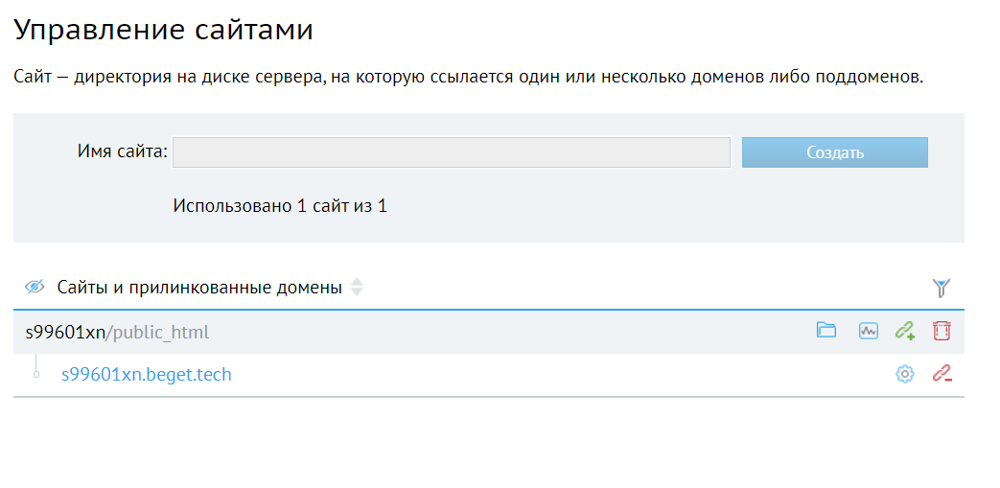 Управление сайтами
Сайт — директория на диске сервера, на которую ссылается один или несколько доменов либо поддоменов.
Имя сайта: Создать
Использовано 1 сайт из 1
Сайты и прилинкованные домены
s99601xn/public_html
s99601xn.beget.tech